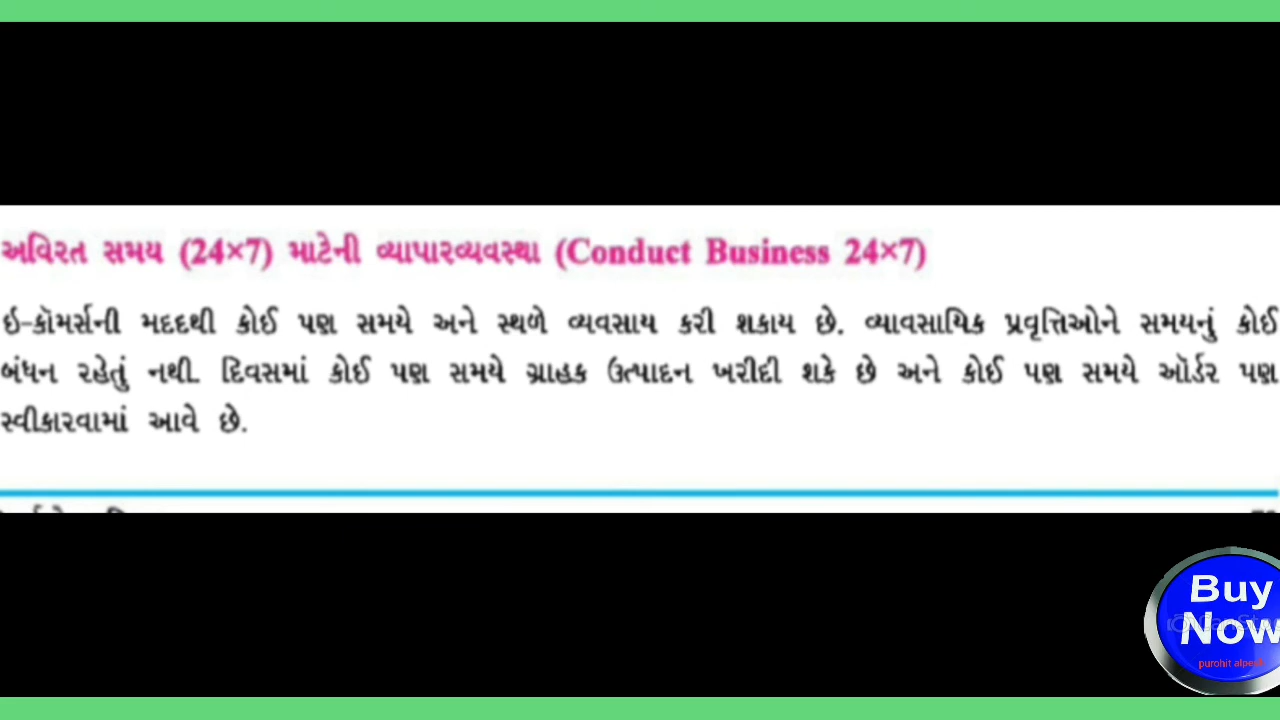 અવિરત સમય (24×7) માટેની વ્યાપારવ્યવસ્થા (Conduct Business 24×7)
ઇ-કૉમર્સની મદદથી કોઈ પણ સમયે અને સ્થળે વ્યવસાય કરી શકાય છે. વ્યાવસાયિક પ્રવૃત્તિઓને સમયનું કોઈ
બંધન રહેતું નથી. દિવસમાં કોઈ પણ સમયે ગ્રાહક ઉત્પાદન ખરીદી શકે છે અને કોઈ પણ સમયે ઑર્ડર પણ
સ્વીકારવામાં આવે છે.
Buy
Now
purohit